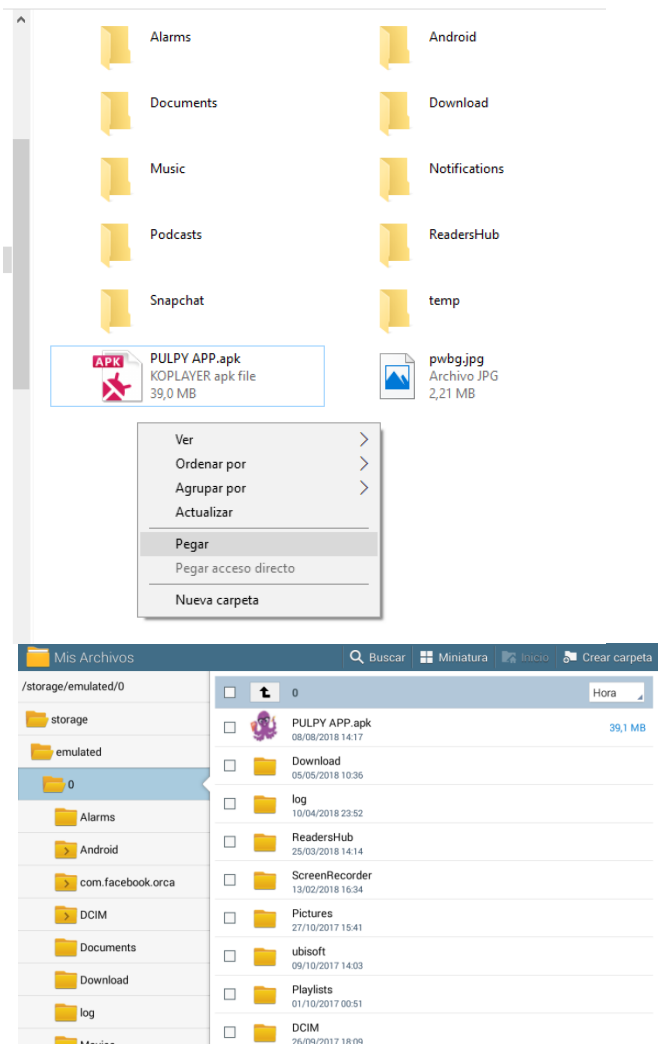 Alarms
Android
Documents
Download
Music
Notifications
Podcasts
ReadersHub
Snapchat
temp
APK
PULPY APP.apk
KOPLAYER apk file
39,0 MB
pwbg.jpg
Archivo JPG
2,21 MB
Ver
Ordenar por
Agrupar por
Actualizar
Pegar
Pegar acceso directo
Nueva carpeta
Mis Archivos
Buscar
Miniatura
Inicio
Crear carpeta
/storage/emulated/0
0
Hora
storage
PULPY APP.apk
08/08/2018 14:17
39,1 MB
emulated
Download
05/05/2018 10:36
0
log
10/04/2018 23:52
Alarms
ReadersHub
25/03/2018 14:14
Android
ScreenRecorder
13/02/2018 16:34
com.facebook.orca
Pictures
27/10/2017 15:41
DCIM
Documents
ubisoft
09/10/2017 14:03
Download
Playlists
01/10/2017 00:51
log
DCIM
26/09/2017 18:09
Movies